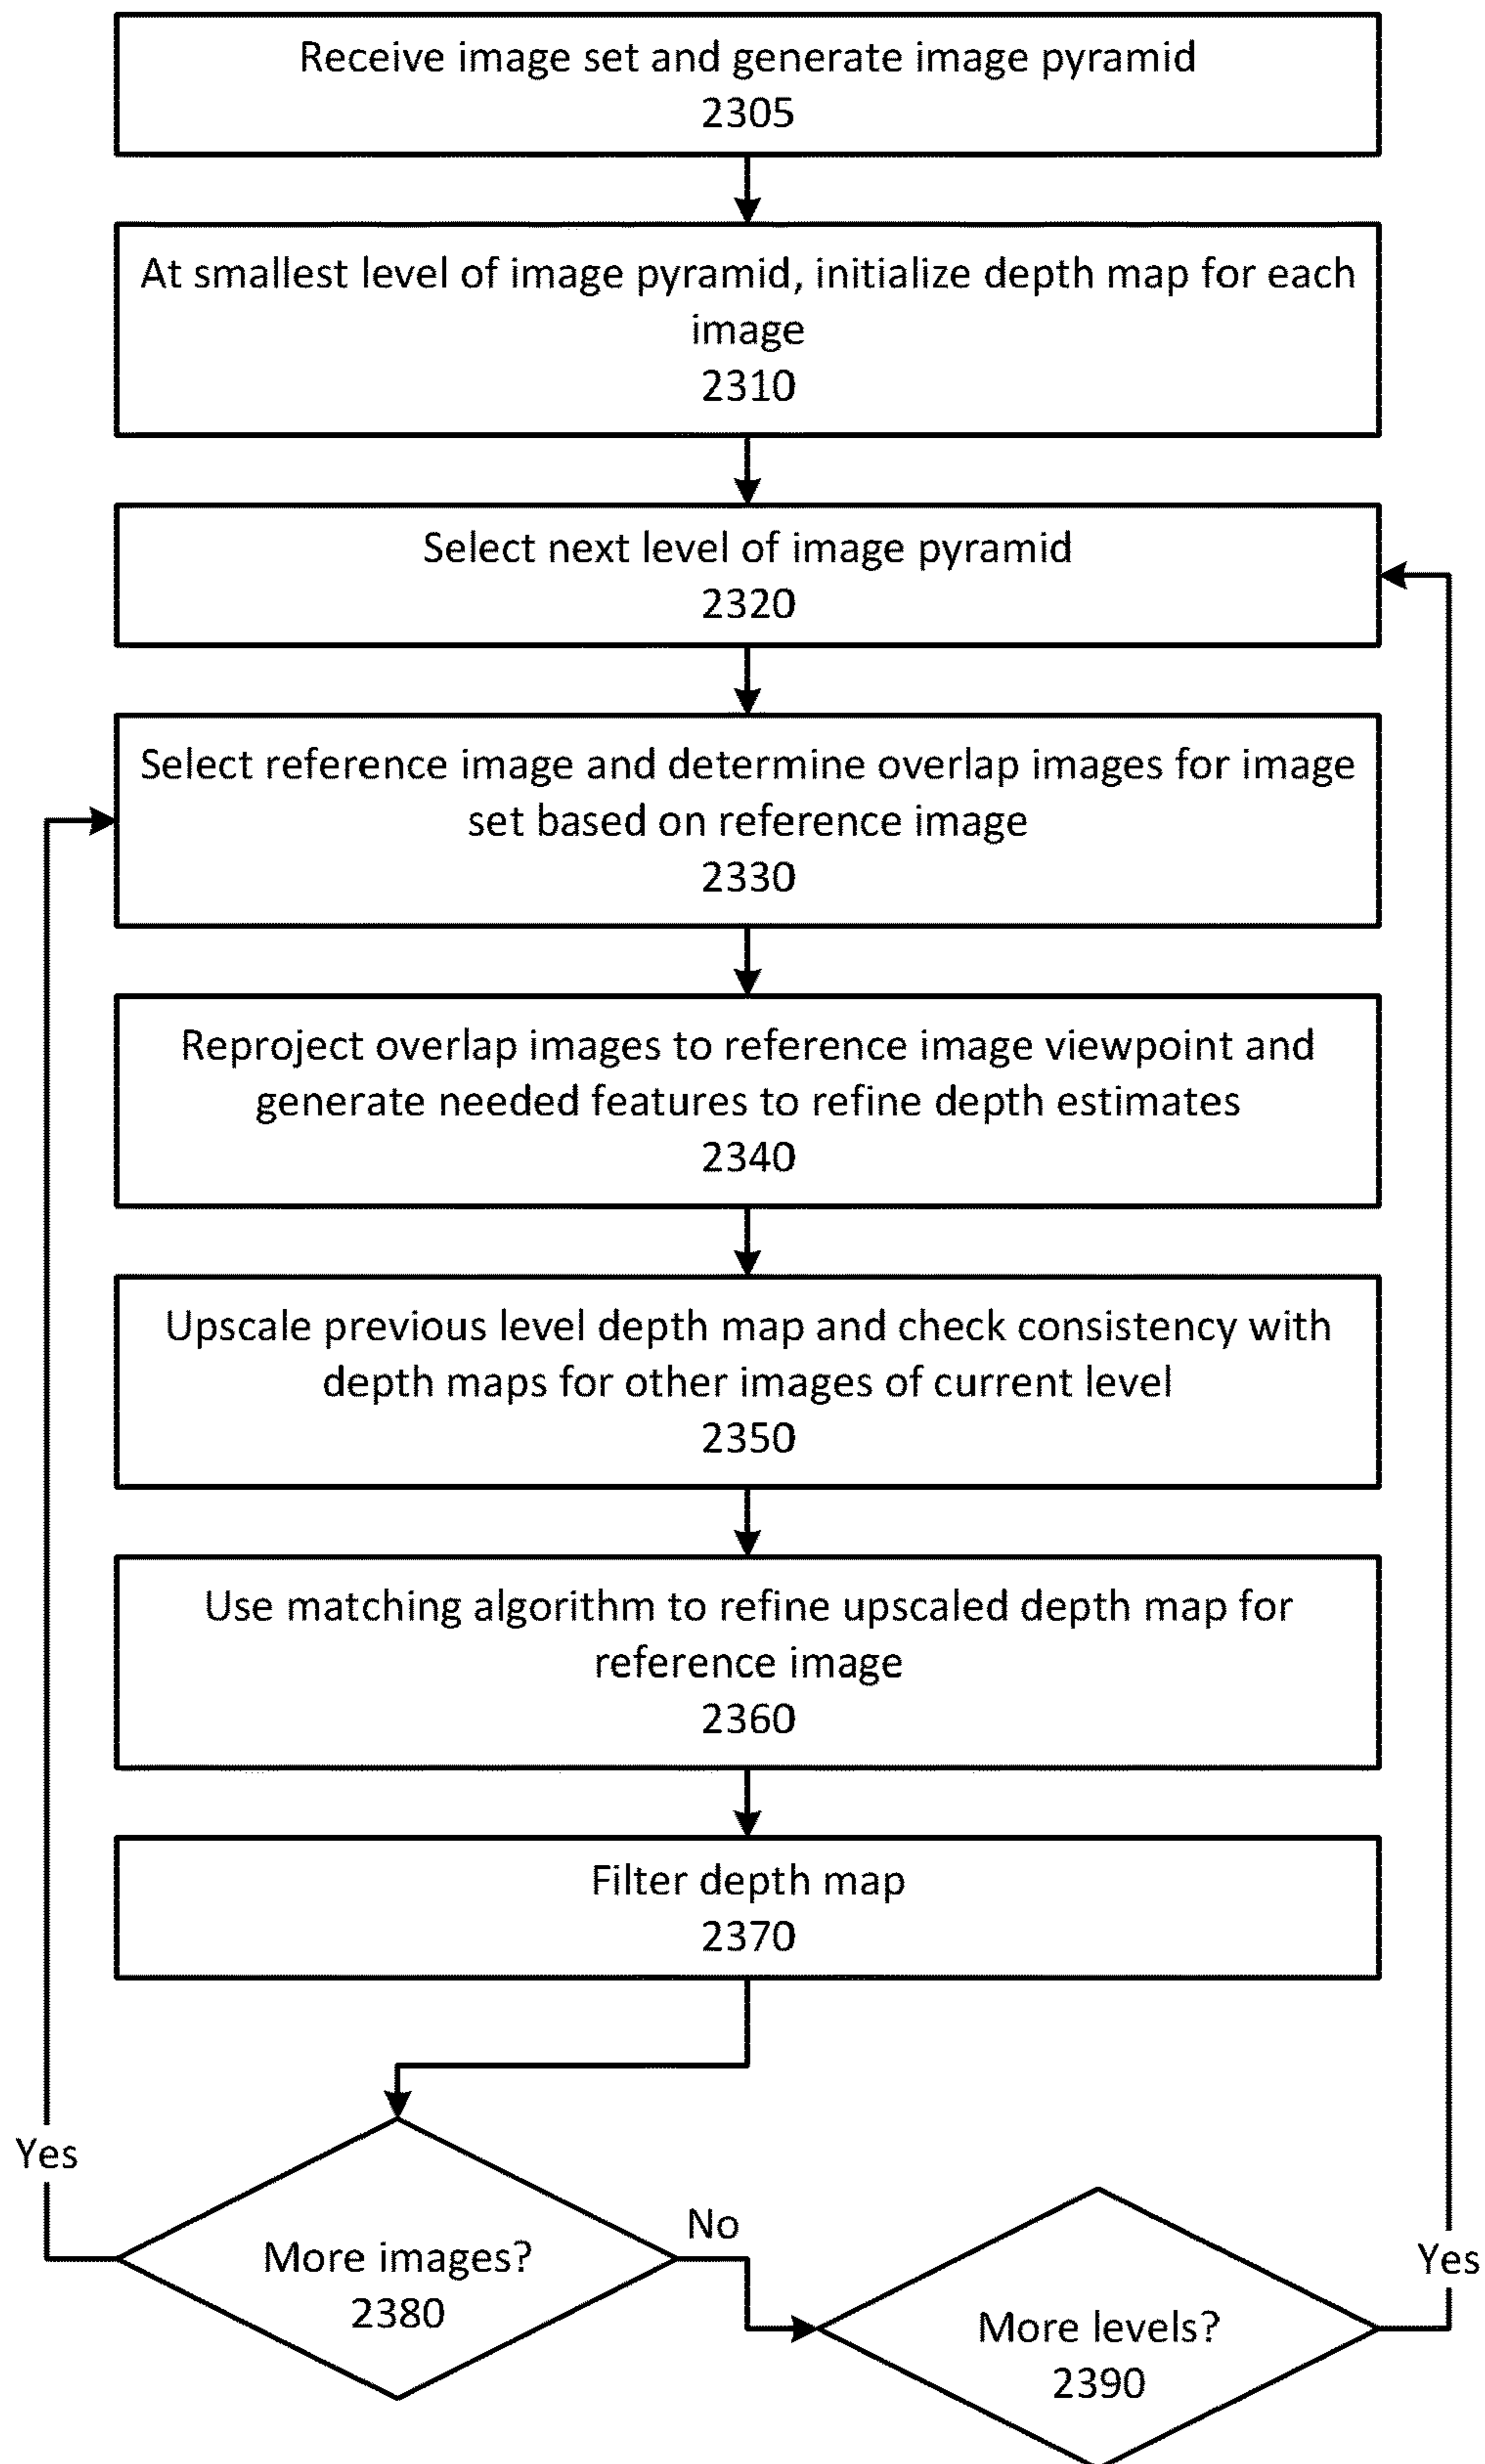 Receive image set and generate image pyramid
2305
At smallest level of image pyramid, initialize depth map for each
image
2310
Select next level of image pyramid
2320
Select reference image and determine overlap images for image
set based on reference image
2330
Reproject overlap images to reference image viewpoint and
generate needed features to refine depth estimates
2340
Upscale previous level depth map and check consistency with
depth maps for other images of current level
2350
Use matching algorithm to refine upscaled depth map for
reference image
2360
Filter depth map
2370
Yes
More images?
2380
No
More levels?
2390
Yes